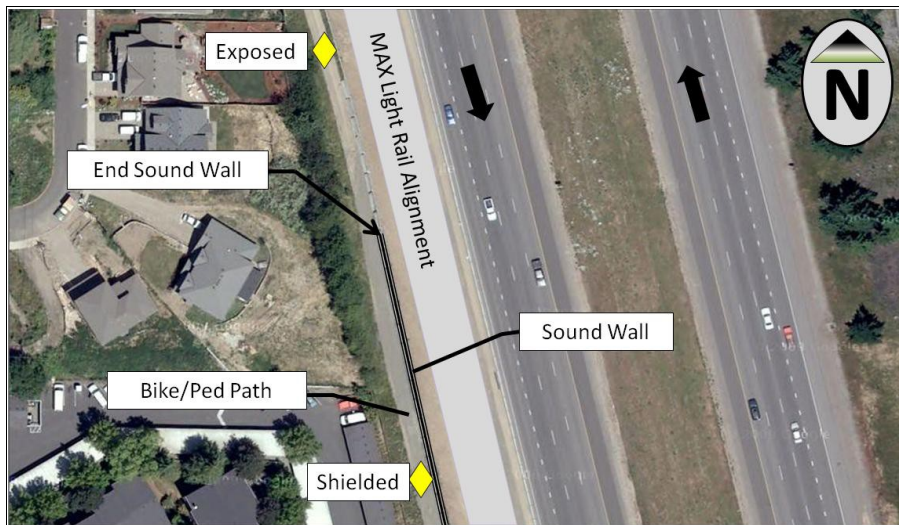 Exposed
MAX Light Rail Alignment
N
End Sound Wall
Sound Wall
Bike/Ped Path
Shielded